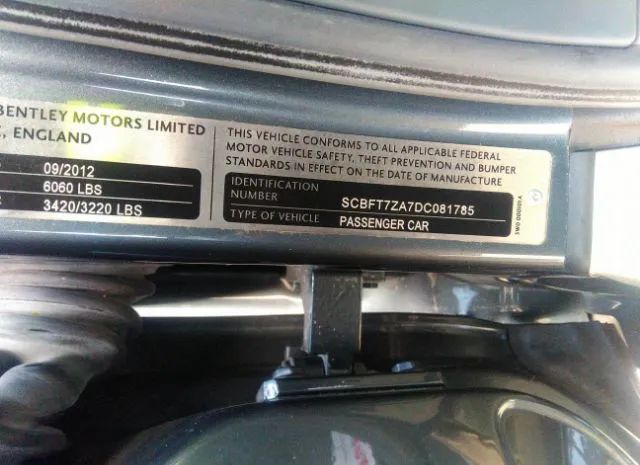 BENTLEY MOTORS LIMITED
ENGLAND
09/2012
6060 LBS
3420/3220 LBS
THIS VEHICLE CONFORMS TO ALL APPLICABLE FEDERAL
MOTOR VEHICLE SAFETY, THEFT PREVENTION AND BUMPER
STANDARDS IN EFFECT ON THE DATE OF MANUFACTURE
IDENTIFICATION
NUMBER
SCBFT7ZA7DC081785
TYPE OF VEHICLE
PASSENGER CAR